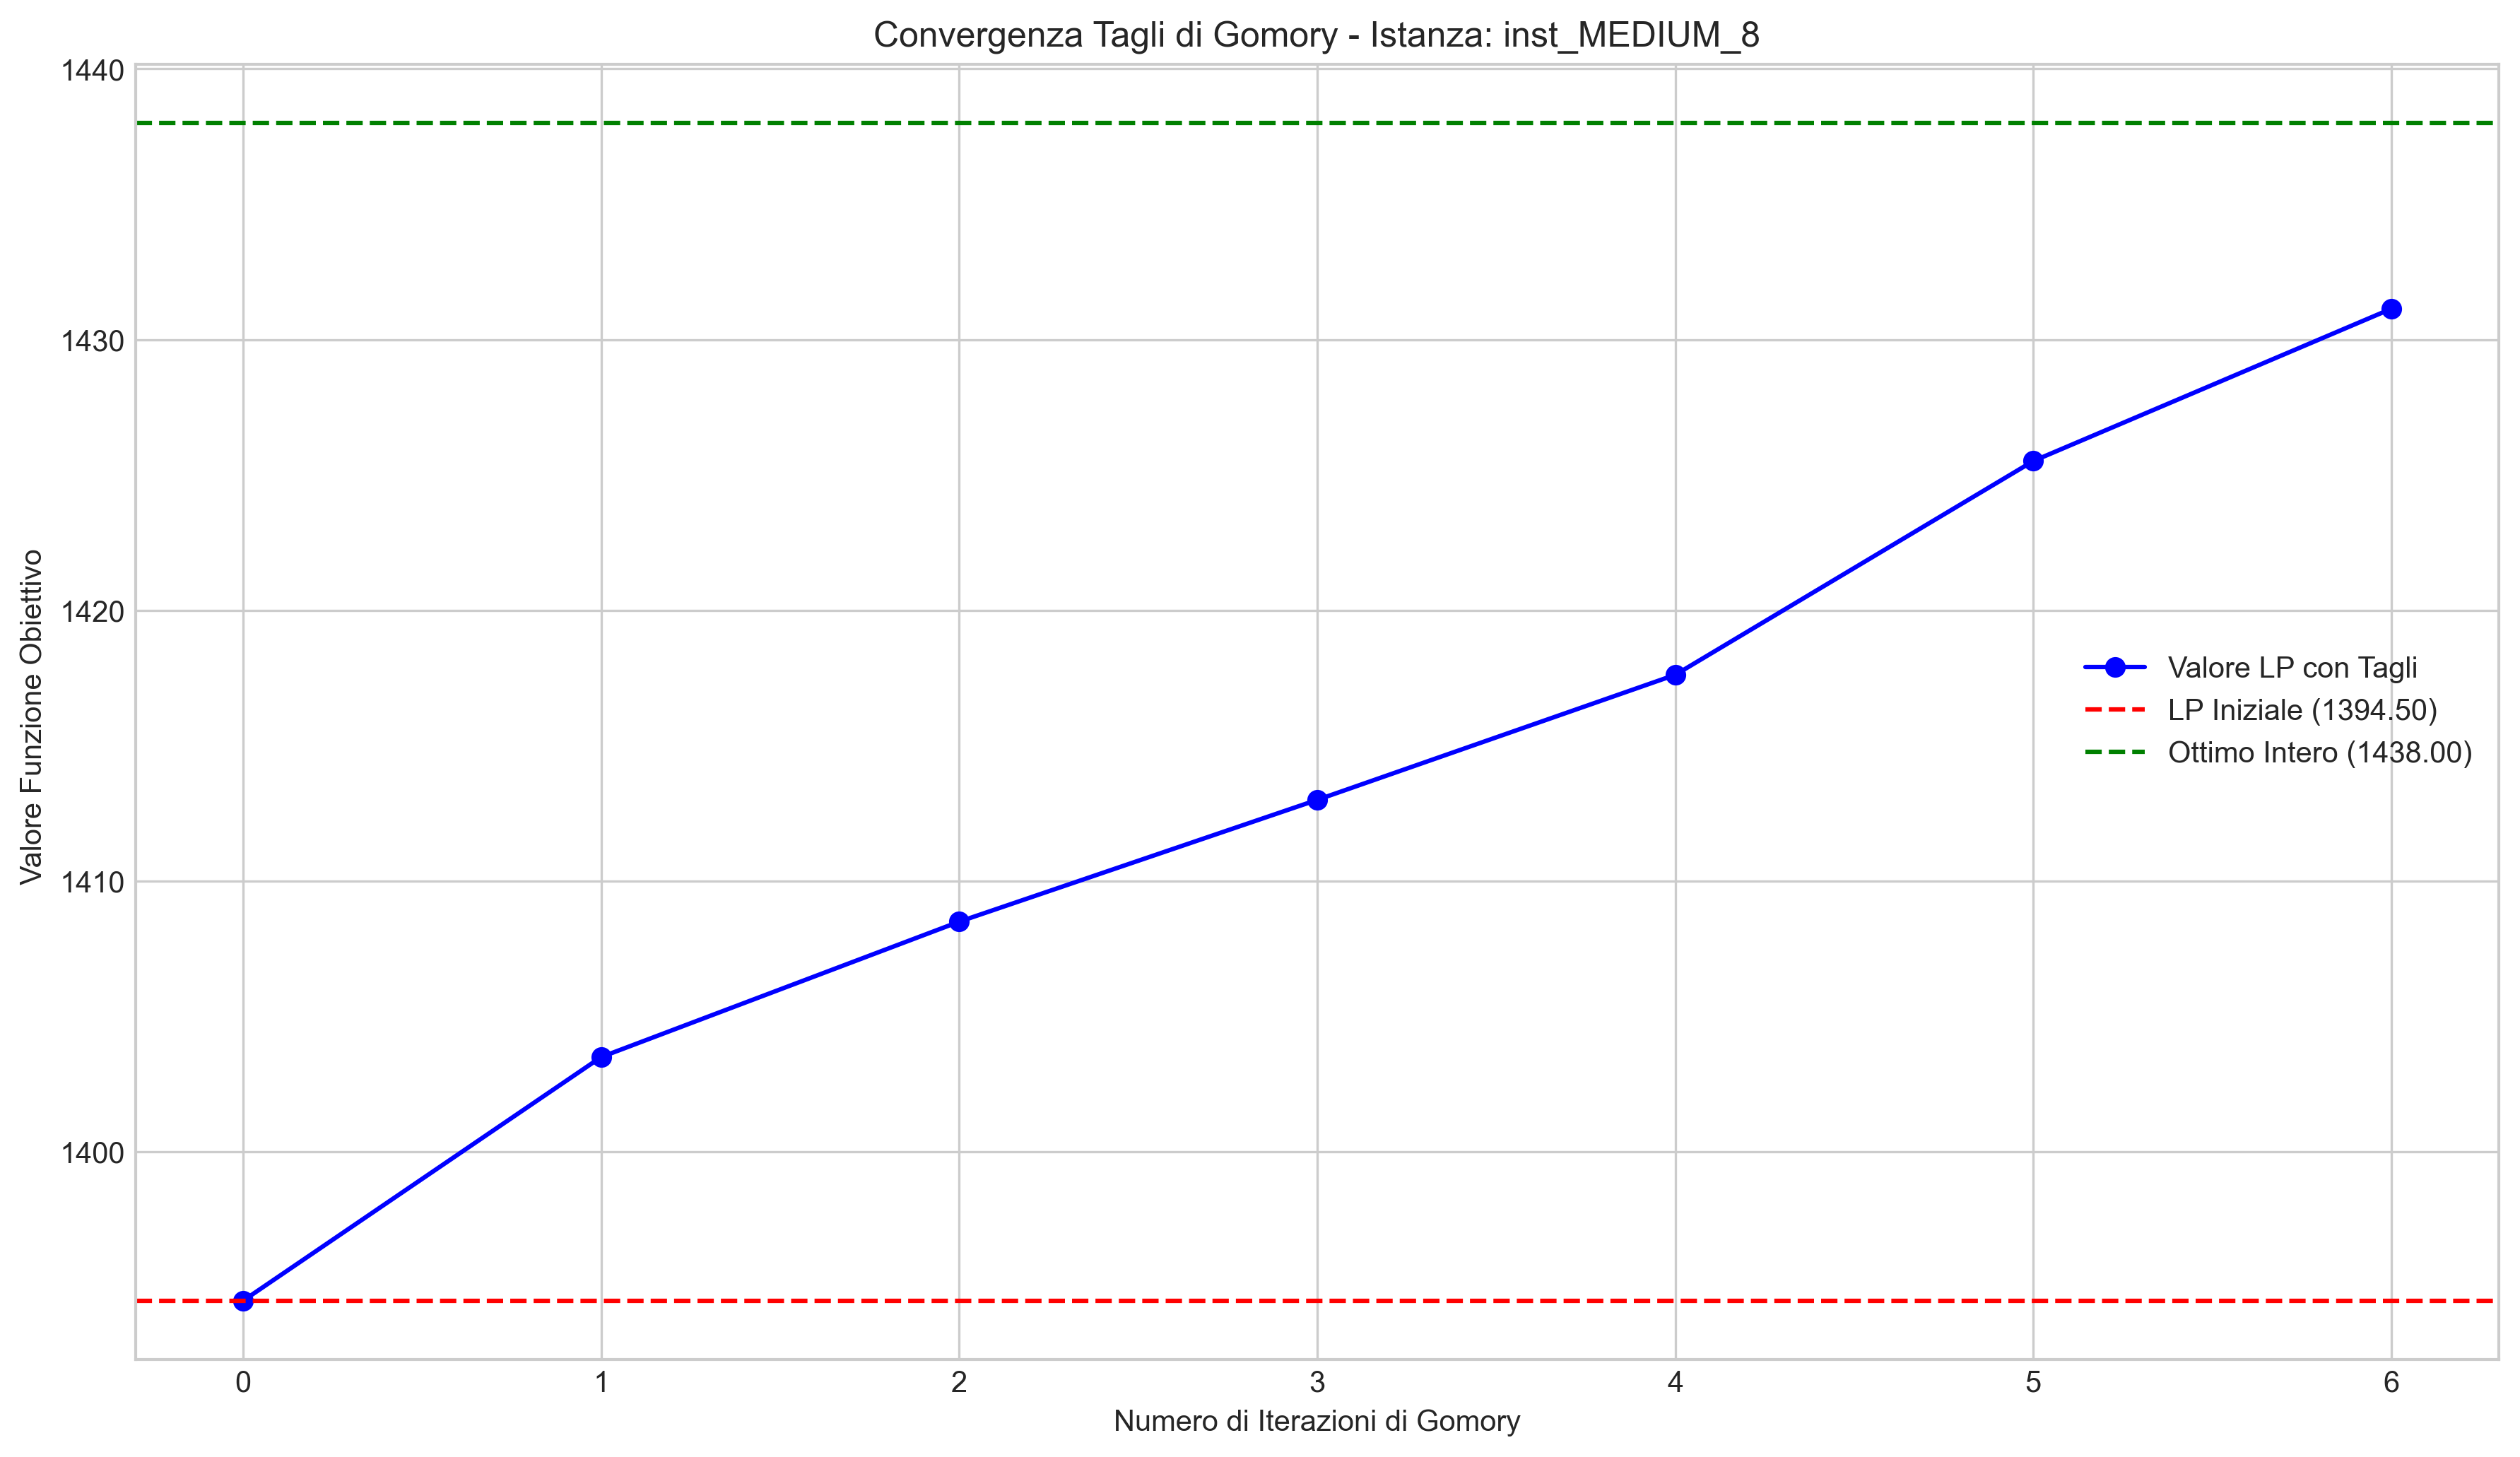 Convergenza Tagli di Gomory - Istanza: inst_MEDIUM_8
1440
1430
1420
1410
1400
Valore Funzione Obiettivo
Valore LP con Tagli
LP Iniziale (1394.50)
Ottimo Intero (1438.00)
0 1 2 3 4 5 6
Numero di Iterazioni di Gomory